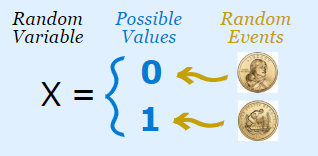 Random Possible Random
Variable Values Events
X = { 0
1